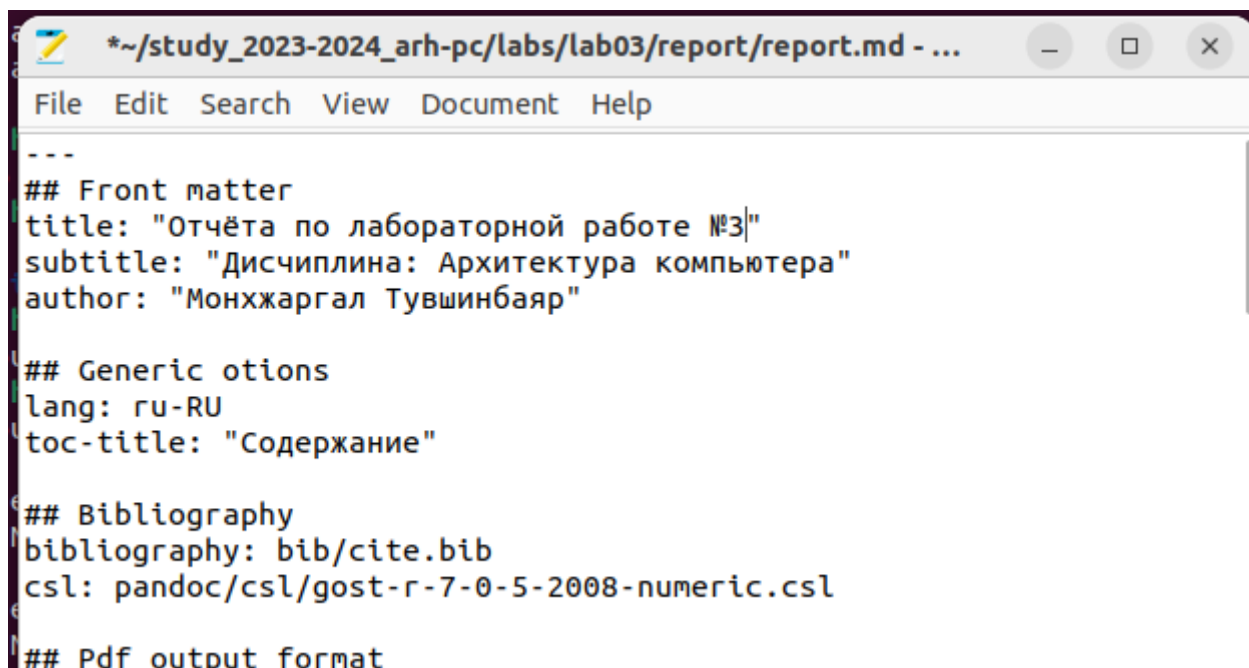 *~/study_2023-2024_arh-pc/labs/lab03/report/report.md - ...
File Edit Search View Document Help
---
## Front matter
title: "Отчёта по лабораторной работе №3"
subtitle: "Дисчиплина: Архитектура компьютера"
author: "Монхжаргал Тувшинбаяр"
## Generic otions
lang: ru-RU
toc-title: "Содержание"
## Bibliography
bibliography: bib/cite.bib
csl: pandoc/csl/gost-r-7-0-5-2008-numeric.csl
## Pdf output format